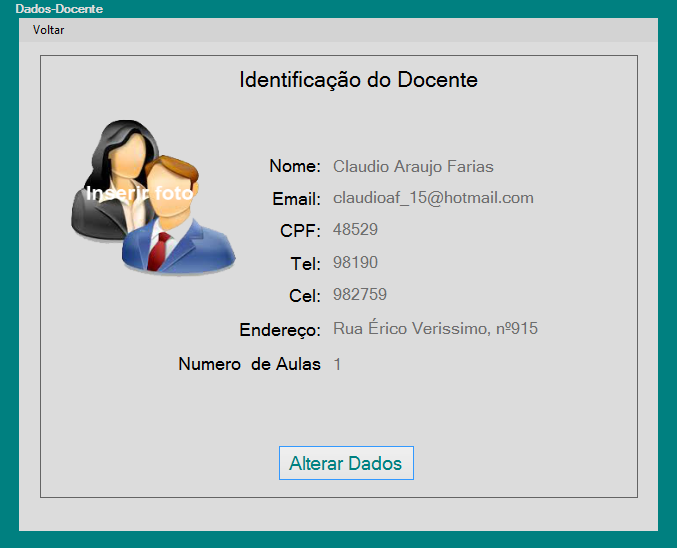 Dados-Docente
Voltar
Identificação do Docente
Inserir foto
Nome: Claudio Araujo Farias
Email: claudioaf_15@hotmail.com
CPF: 48529
Tel: 98190
Cel: 982759
Endereço: Rua Érico Verissimo, nº915
Numero de Aulas 1
Alterar Dados